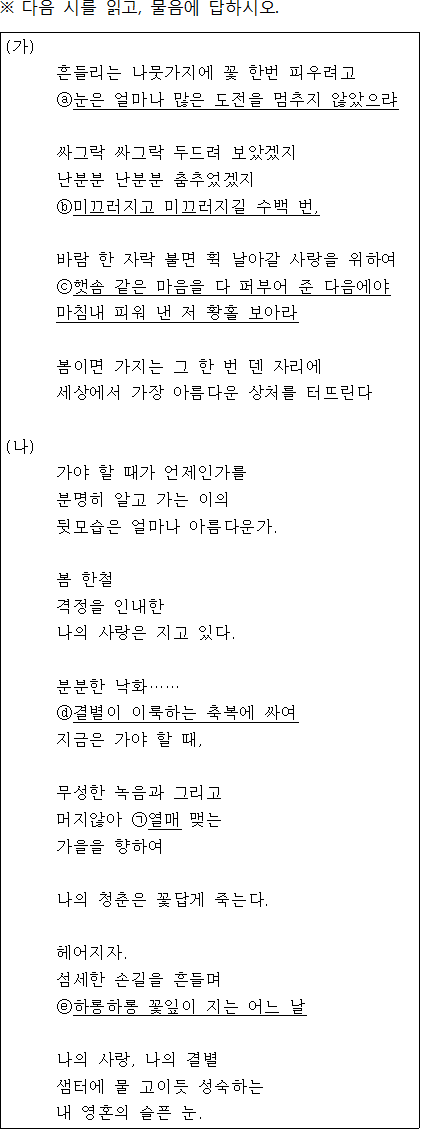 ※ 다음 시를 읽고, 물음에 답하시오.
(가)
흔들리는 나뭇가지에 꽃 한번 피우려고
ⓐ눈은 얼마나 많은 도전을 멈추지 않았으랴
싸그락 싸그락 두드려 보았겠지
난분분 난분분 춤추었겠지
ⓑ미끄러지고 미끄러지길 수백 번,
바람 한 자락 불면 휙 날아갈 사랑을 위하여
ⓒ햇솜 같은 마음을 다 퍼부어 준 다음에야
마침내 피워 낸 저 황홀 보아라
봄이면 가지는 그 한 번 덴 자리에
세상에서 가장 아름다운 상처를 터뜨린다
(나)
가야 할 때가 언제인가를
분명히 알고 가는 이의
뒷모습은 얼마나 아름다운가.
봄 한철
격정을 인내한
나의 사랑은 지고 있다.
분분한 낙화……
ⓓ결별이 이룩하는 축복에 싸여
지금은 가야 할 때,
무성한 녹음과 그리고
머지않아 ㉠열매 맺는
가을을 향하여
나의 청춘은 꽃답게 죽는다.
헤어지자.
섬세한 손길을 흔들며
ⓔ하롱하롱 꽃잎이 지는 어느 날
나의 사랑, 나의 결별
샘터에 물 고이듯 성숙하는
내 영혼의 슬픈 눈.